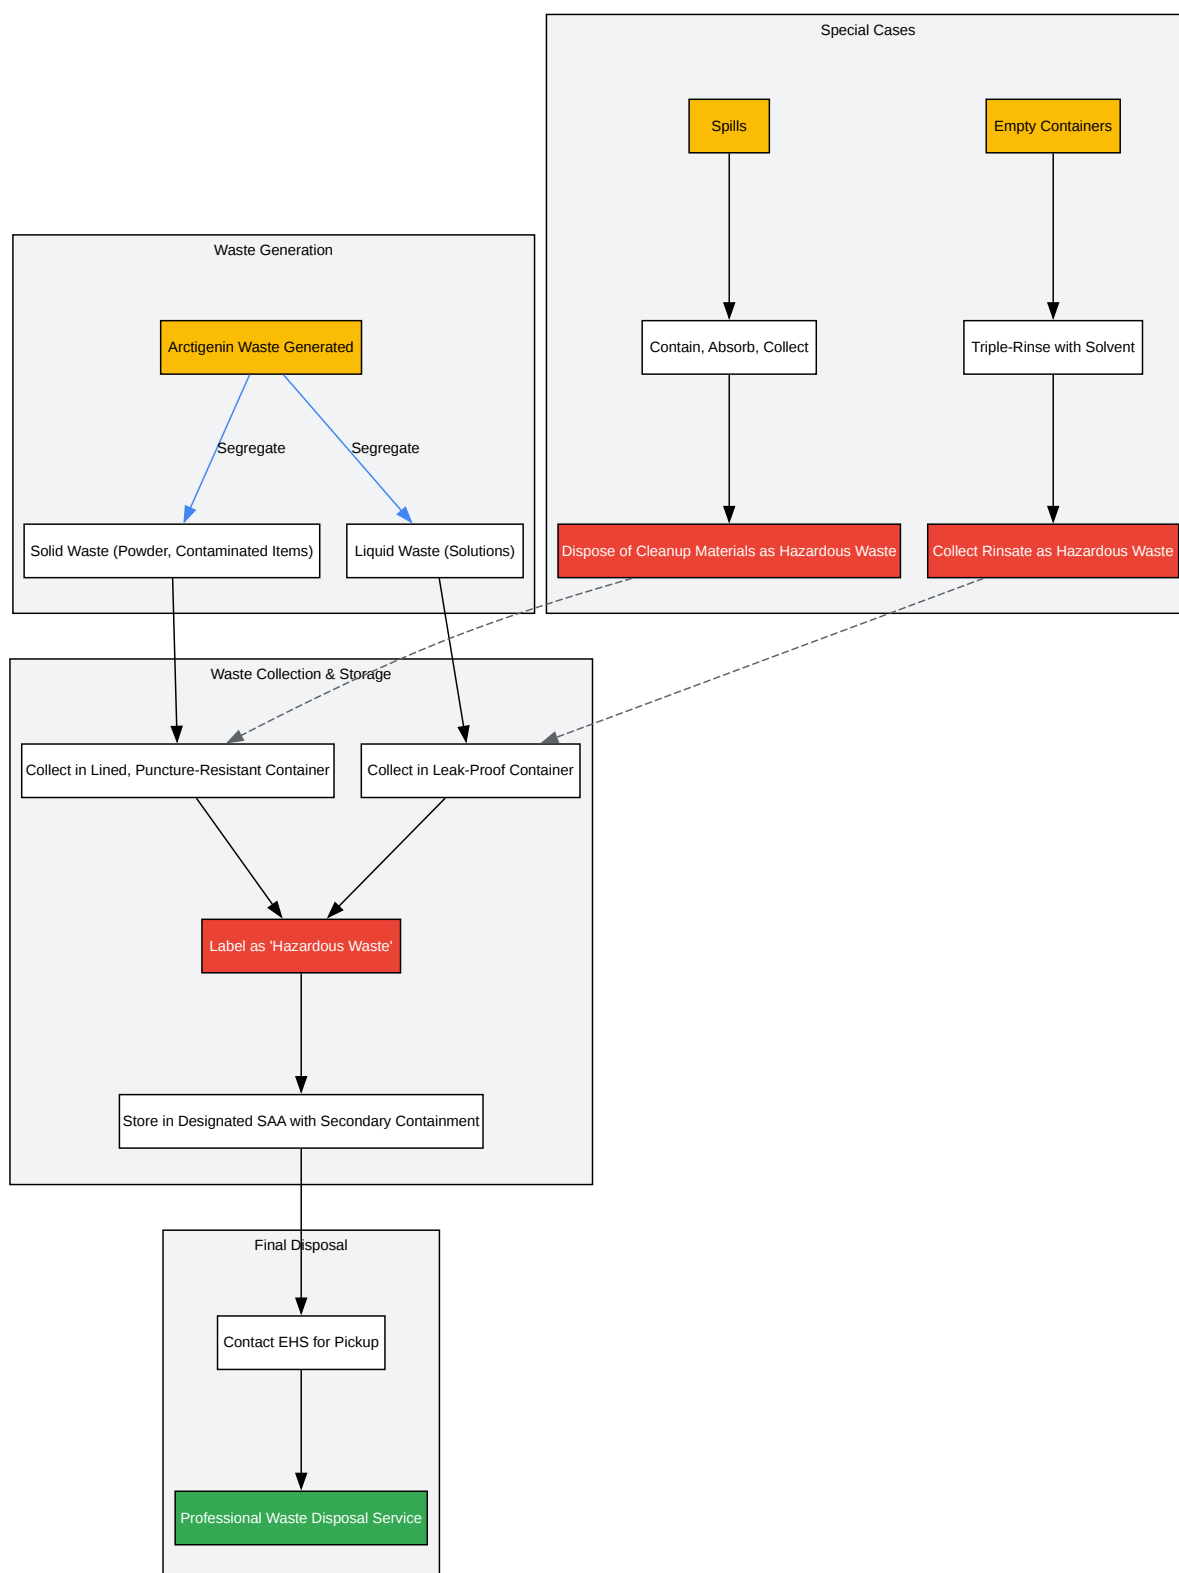 Special Cases
Spills
Empty Containers
Waste Generation
Arctigenin Waste Generated
Contain, Absorb, Collect
Triple-Rinse with Solvent
Segregate
Segregate
Solid Waste (Powder, Contaminated Items)
Liquid Waste (Solutions)
Dispose of Cleanup Materials as Hazardous Waste
Collect Rinsate as Hazardous Waste
Waste Collection & Storage
Collect in Lined, Puncture-Resistant Container
Collect in Leak-Proof Container
Label as 'Hazardous Waste'
Store in Designated SAA with Secondary Containment
Final Disposal
Contact EHS for Pickup
Professional Waste Disposal Service